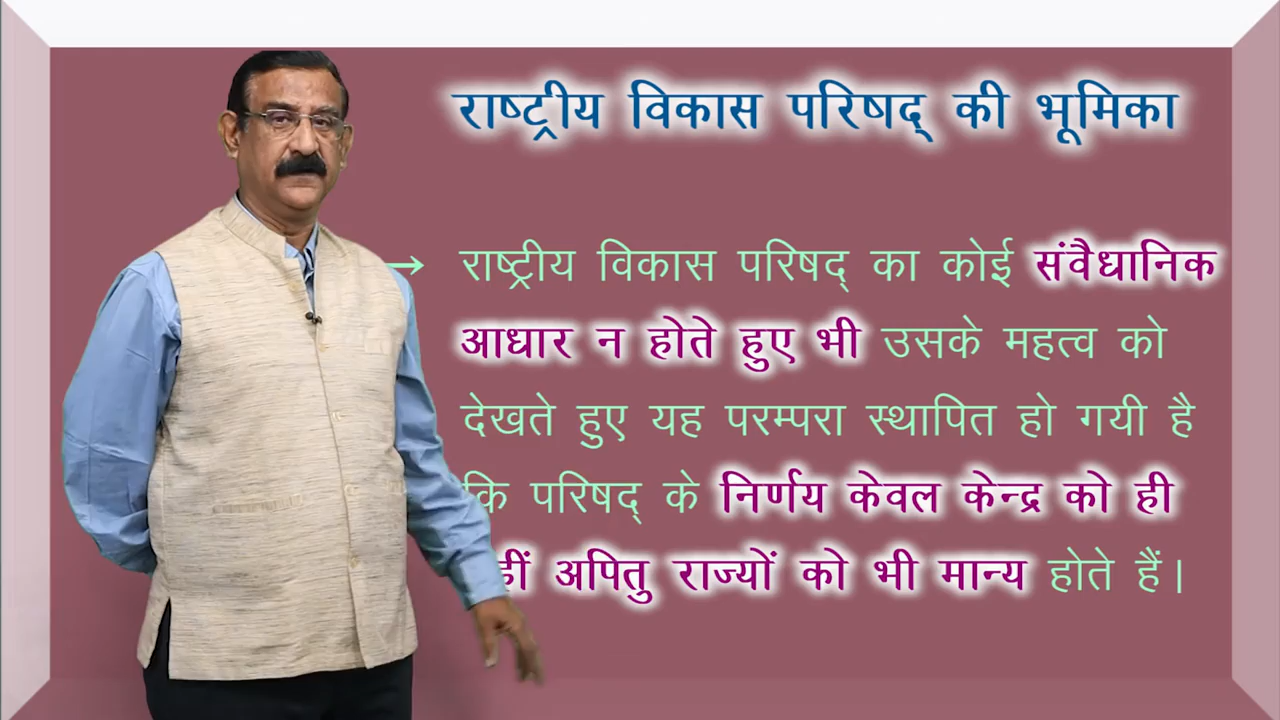 राष्ट्रीय विकास परिषद् की भूमिका
→ राष्ट्रीय विकास परिषद् का कोई संवैधानिक
आधार न होते हुए भी उसके महत्व को
देखते हुए यह परम्परा स्थापित हो गयी है
कि परिषद् के निर्णय केवल केन्द्र को ही
अपितु राज्यों को भी मान्य होते हैं।